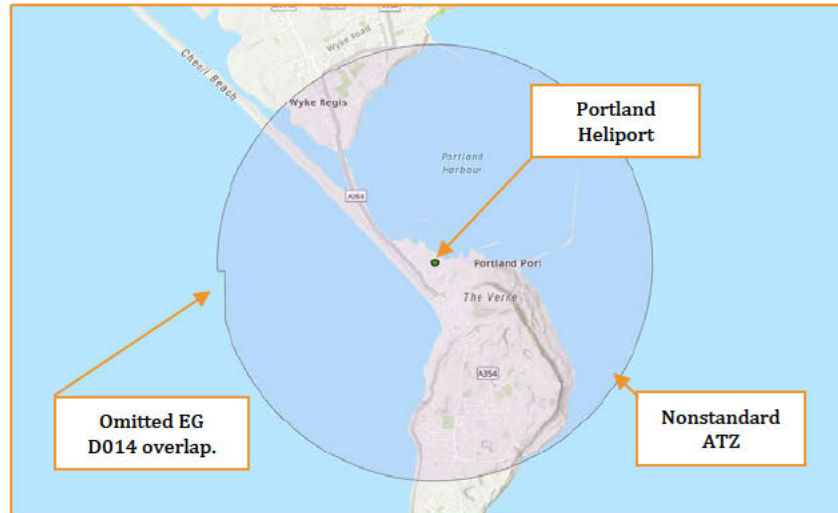 Wyke Road
A354
Chesil Beach
Wyke Regis
Portland
Heliport
Portland
Harbour
A354
Portland Port
The Verne
A354
Omitted EG
D014 overlap.
Nonstandard
ATZ